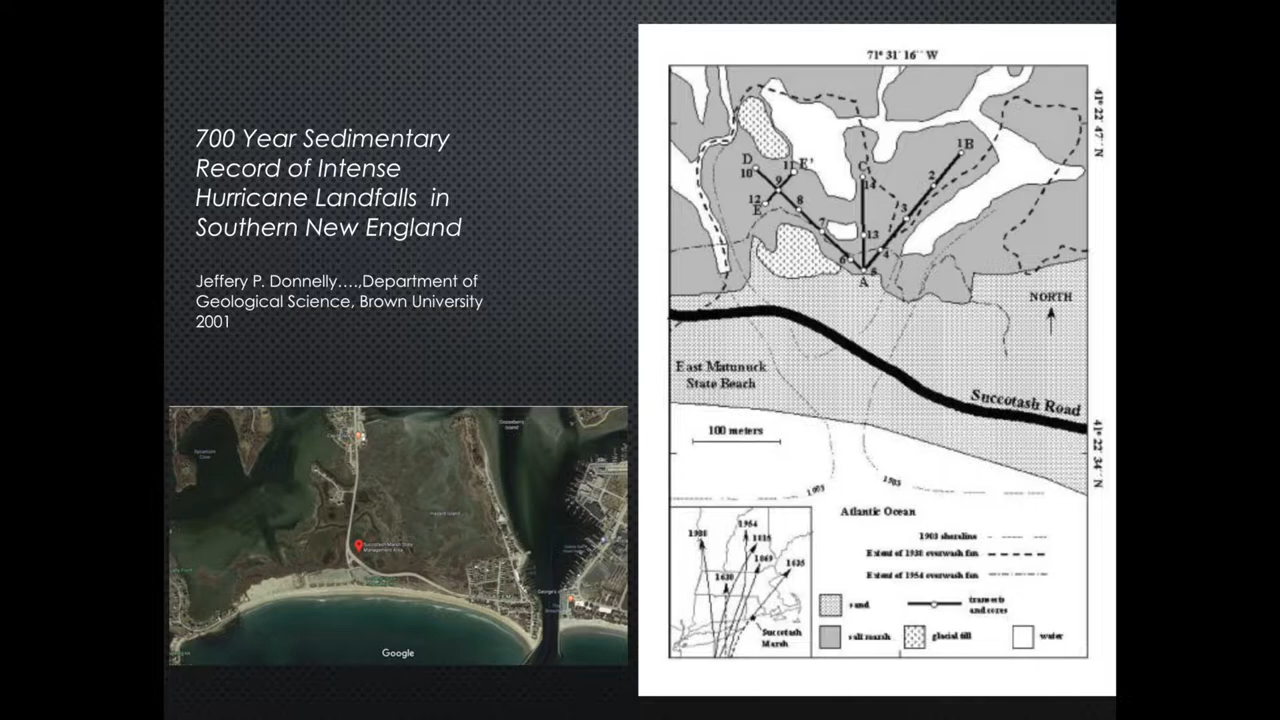 700 Year Sedimentary
Record of Intense
Hurricane Landfalls in
Southern New England
Jeffery P. Donnelly….,Department of
Geological Science, Brown University
2001
Google
71° 31' 16'' W
41° 22' 47'' N
1 B
2
3
4
5
A
C
14
13
D
10
11 E'
9
12
E
8
7
6
NORTH
East Matunuck
State Beach
Succotash Road
100 meters
41° 22' 34'' N
1903
1903
Atlantic Ocean
1903 shoreline
Extent of 1938 overwash fan
Extent of 1954 overwash fan
sand
transects
and cores
salt marsh
glacial till
water
1938
1954
1815
1869
1635
1638
Succotash
Marsh